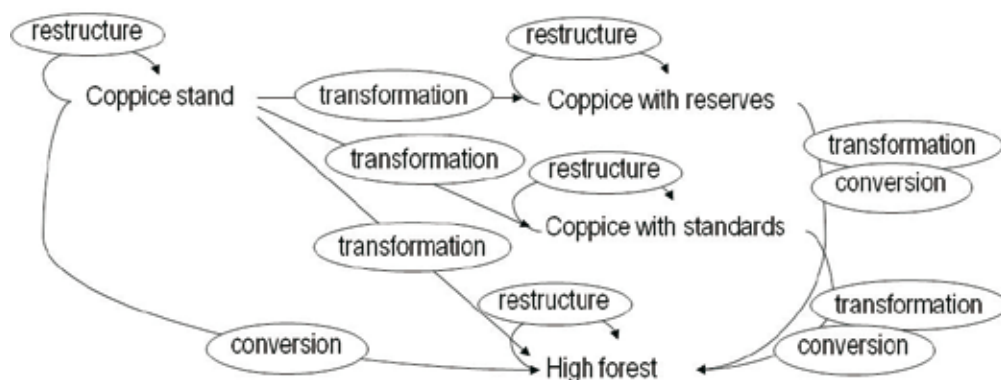 restructure
restructure
Coppice stand
transformation
Coppice with reserves
transformation
transformation
restructure
conversion
Coppice with standards
transformation
restructure
transformation
conversion
conversion
High forest